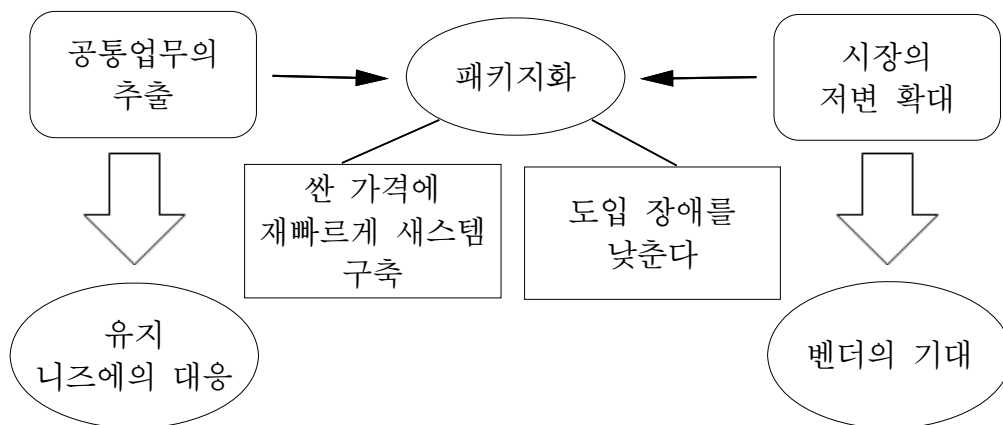 공통업무의
추출
패키지화
시장의
저변 확대
싼 가격에
재빠르게 새스템
구축
도입 장애를
낮춘다
유지
니즈에의 대응
벤더의 기대